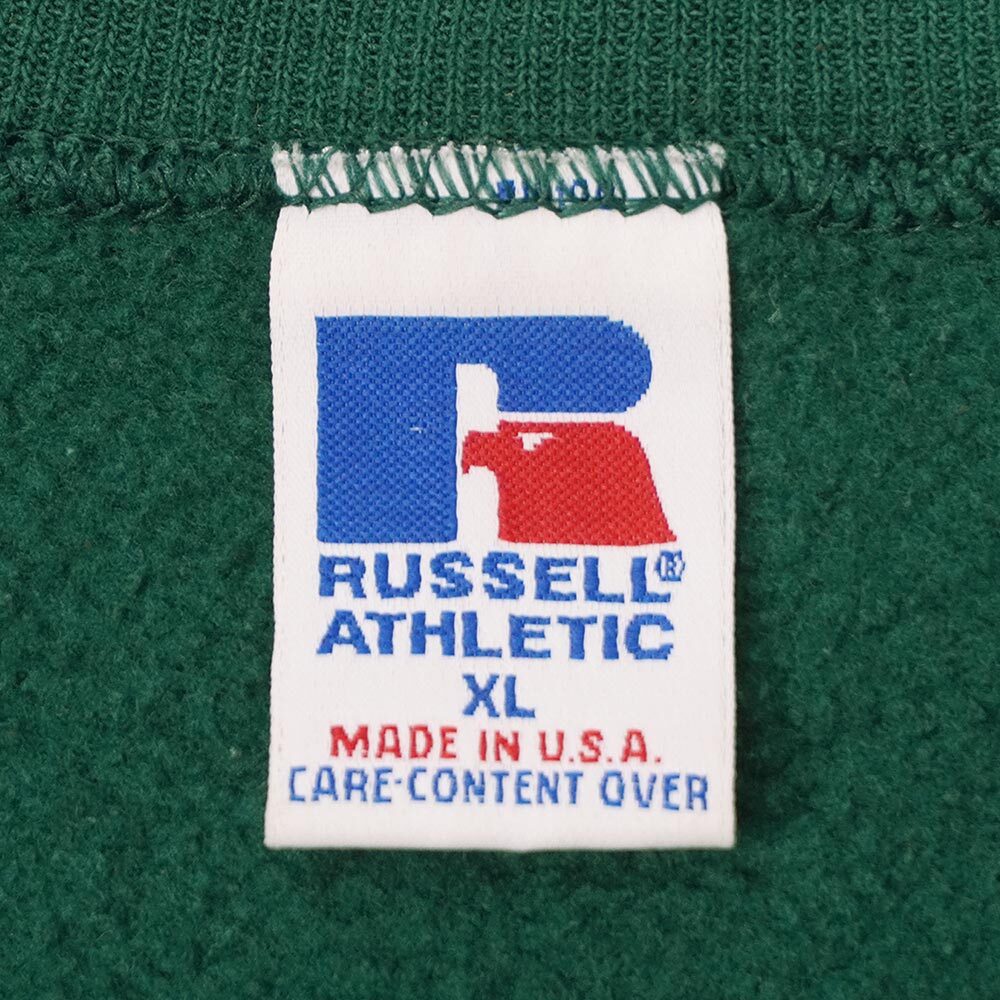 RUSSELL®
ATHLETIC
XL
MADE IN U.S.A.
CARE-CONTENT OVER